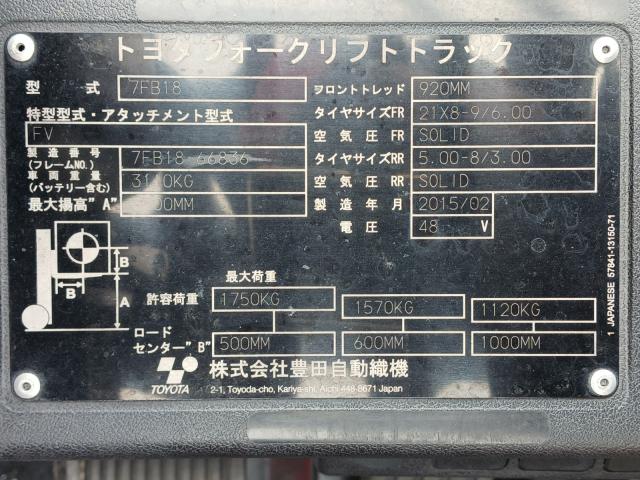 トヨタフォークリフトトラック
型式 7FB18 フロントトレッド 920MM
特型型式・アタッチメント型式 タイヤサイズFR 21X8-9/6.00
FV 空気圧FR SOLID
製造番号(フレームNO.) 7FB18-66836 タイヤサイズRR 5.00-8/3.00
車両重量(バッテリー含む) 空気圧RR SOLID
最大揚高"A" 製造年月 2015/02
電圧 48 V
B
B
A
最大荷重
許容荷重 1750KG 1570KG 1120KG
ロードセンター"B" 500MM 600MM 1000MM
TOYOTA 株式会社豊田自動織機
2-1, Toyoda-cho, Kariya-shi, Aichi 448-8671 Japan
1 JAPANESE 57841-13150-71